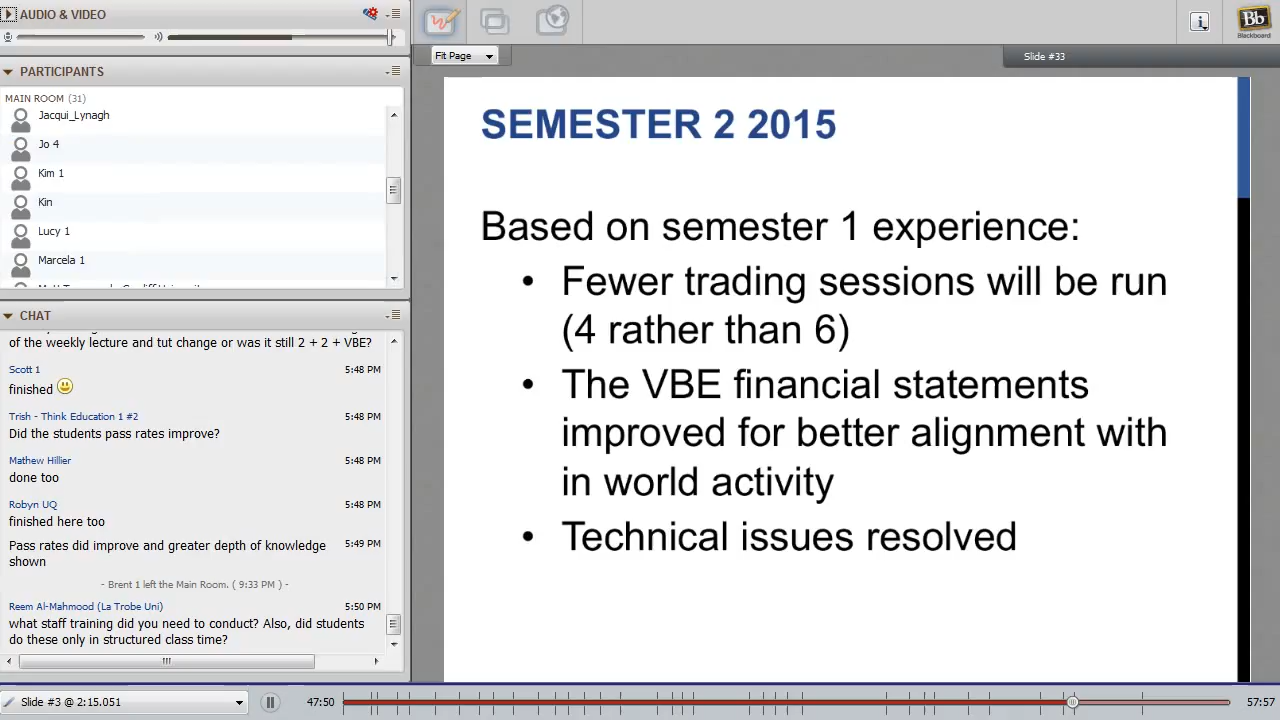 AUDIO & VIDEO
PARTICIPANTS
MAIN ROOM (31)
Jacqui_Lynagh
Jo 4
Kim 1
Kin
Lucy 1
Marcela 1
CHAT
of the weekly lecture and tut change or was it still 2 + 2 + VBE?
Scott 1 5:48 PM
finished
Trish - Think Education 1 #2 5:48 PM
Did the students pass rates improve?
Mathew Hillier 5:48 PM
done too
Robyn UQ 5:48 PM
finished here too
Pass rates did improve and greater depth of knowledge 5:49 PM
shown
- Brent 1 left the Main Room. ( 9:33 PM ) -
Reem Al-Mahmood (La Trobe Uni) 5:50 PM
what staff training did you need to conduct? Also, did students
do these only in structured class time?
Slide #3 @ 2:15.051
47:50
57:57
Fit Page
Slide #33
Bb
Blackboard
SEMESTER 2 2015
Based on semester 1 experience:
• Fewer trading sessions will be run
(4 rather than 6)
• The VBE financial statements
improved for better alignment with
in world activity
• Technical issues resolved